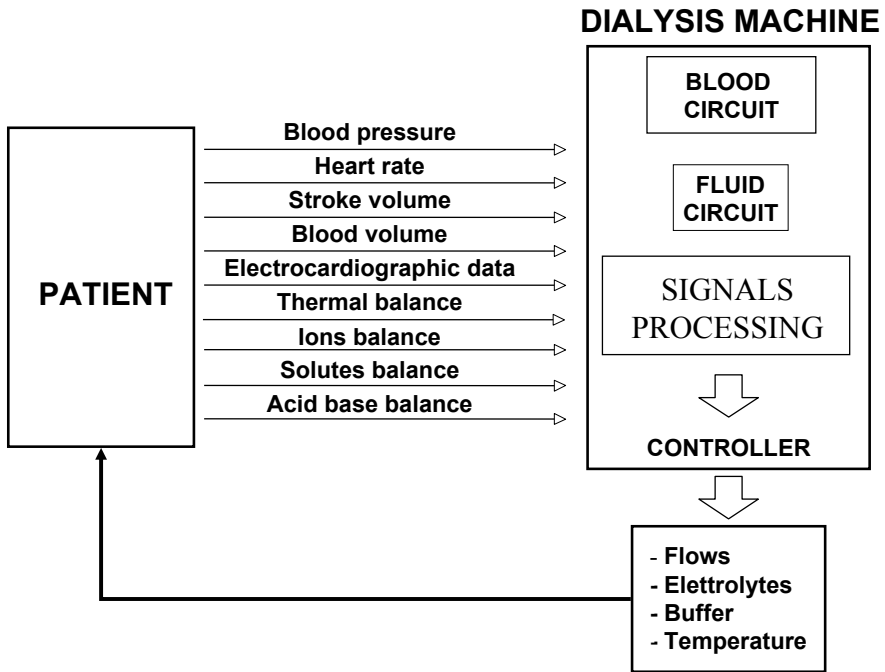 DIALYSIS MACHINE
BLOOD
CIRCUIT
FLUID
CIRCUIT
SIGNALS
PROCESSING
CONTROLLER
PATIENT
Blood pressure
Heart rate
Stroke volume
Blood volume
Electrocardiographic data
Thermal balance
Ions balance
Solutes balance
Acid base balance
- Flows
- Elettrolytes
- Buffer
- Temperature